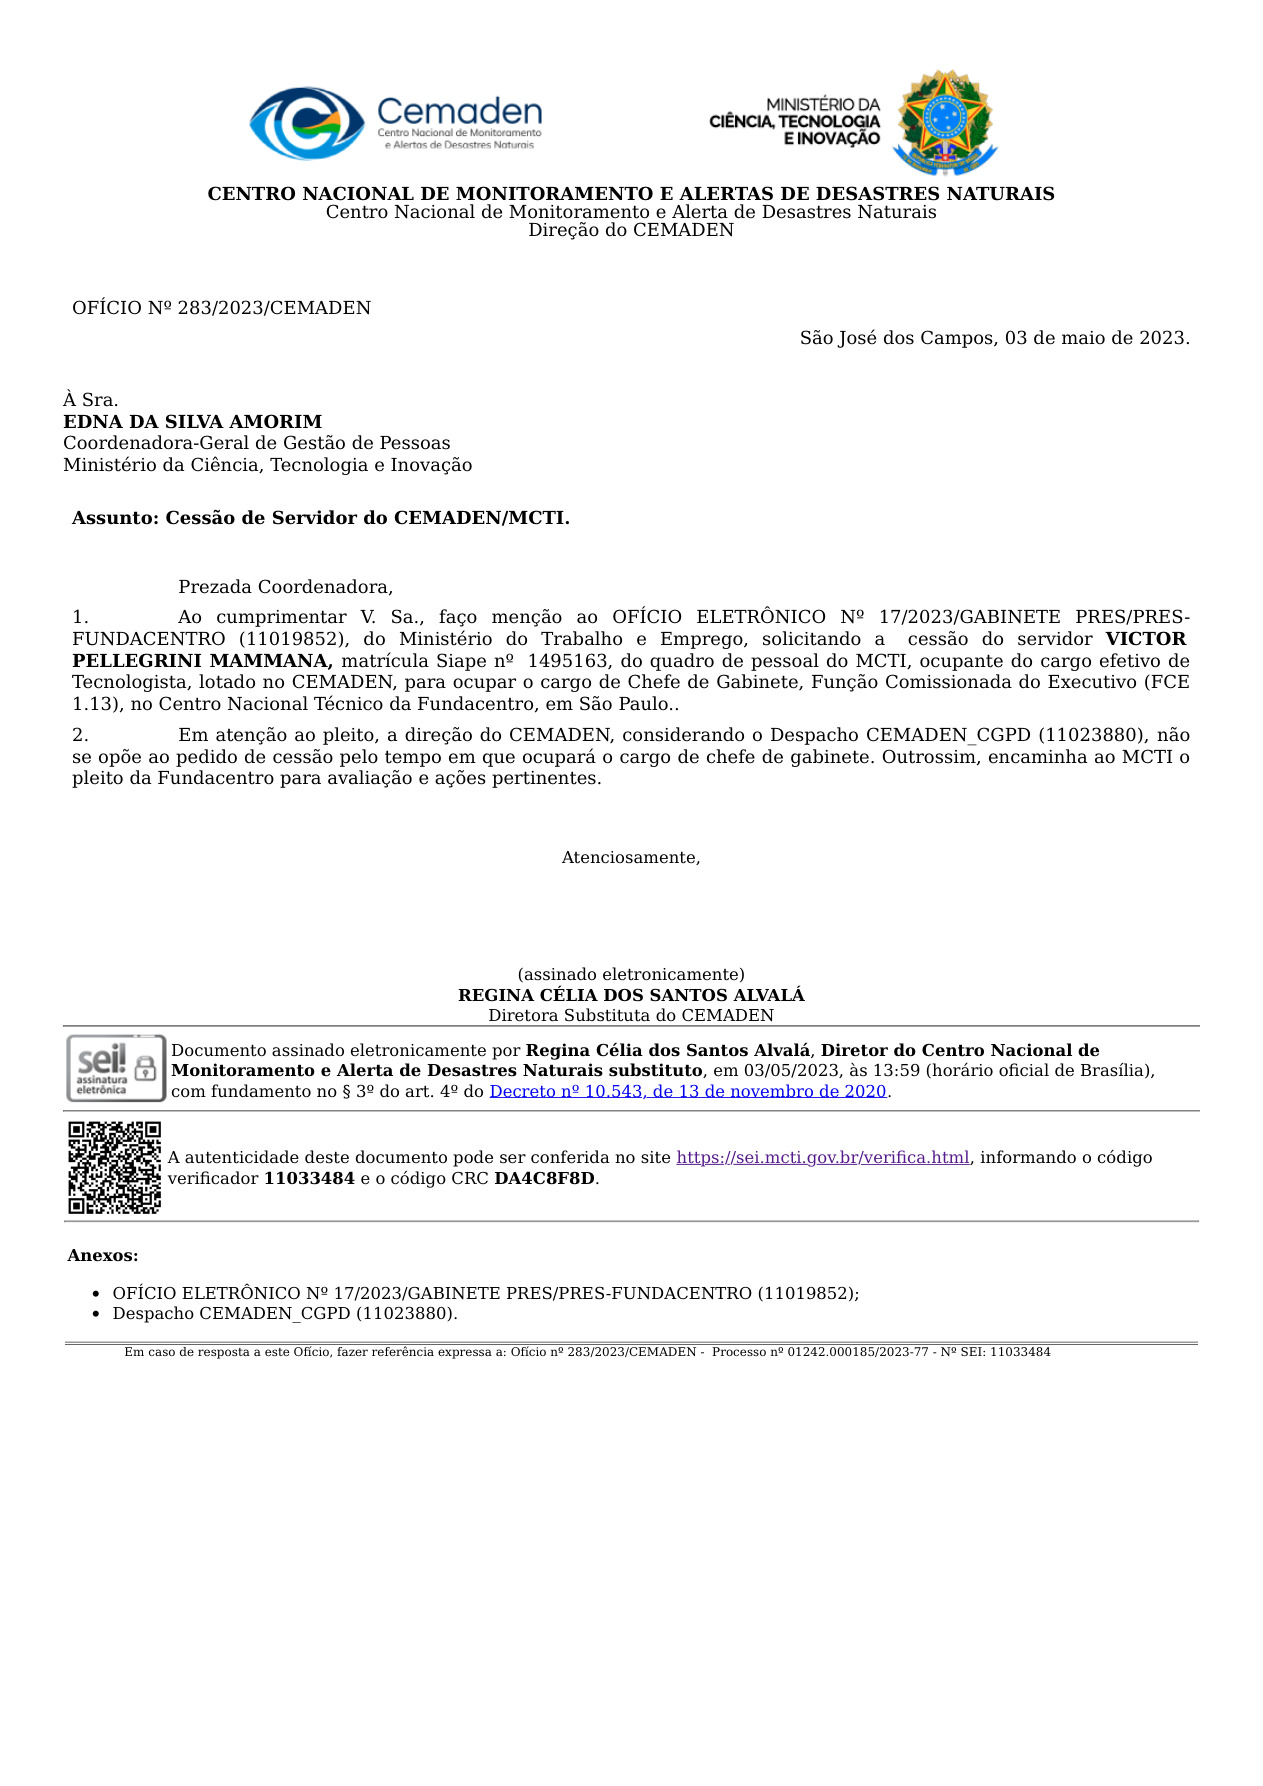 Cemaden
Centro Nacional de Monitoramento
e Alertas de Desastres Naturais
MINISTÉRIO DA
CIÊNCIA, TECNOLOGIA
E INOVAÇÃO
CENTRO NACIONAL DE MONITORAMENTO E ALERTAS DE DESASTRES NATURAIS
Centro Nacional de Monitoramento e Alerta de Desastres Naturais
Direção do CEMADEN
OFÍCIO Nº 283/2023/CEMADEN
São José dos Campos, 03 de maio de 2023.
À Sra.
EDNA DA SILVA AMORIM
Coordenadora-Geral de Gestão de Pessoas
Ministério da Ciência, Tecnologia e Inovação
Assunto: Cessão de Servidor do CEMADEN/MCTI.
Prezada Coordenadora,
1. Ao cumprimentar V. Sa., faço menção ao OFÍCIO ELETRÔNICO Nº 17/2023/GABINETE PRES/PRES-
FUNDACENTRO (11019852), do Ministério do Trabalho e Emprego, solicitando a cessão do servidor VICTOR
PELLEGRINI MAMMANA, matrícula Siape nº 1495163, do quadro de pessoal do MCTI, ocupante do cargo efetivo de
Tecnologista, lotado no CEMADEN, para ocupar o cargo de Chefe de Gabinete, Função Comissionada do Executivo (FCE
1.13), no Centro Nacional Técnico da Fundacentro, em São Paulo..
2. Em atenção ao pleito, a direção do CEMADEN, considerando o Despacho CEMADEN_CGPD (11023880), não
se opõe ao pedido de cessão pelo tempo em que ocupará o cargo de chefe de gabinete. Outrossim, encaminha ao MCTI o
pleito da Fundacentro para avaliação e ações pertinentes.
Atenciosamente,
(assinado eletronicamente)
REGINA CÉLIA DOS SANTOS ALVALÁ
Diretora Substituta do CEMADEN
sei!
assinatura
eletrônica
Documento assinado eletronicamente por Regina Célia dos Santos Alvalá, Diretor do Centro Nacional de
Monitoramento e Alerta de Desastres Naturais substituto, em 03/05/2023, às 13:59 (horário oficial de Brasília),
com fundamento no § 3º do art. 4º do Decreto nº 10.543, de 13 de novembro de 2020.
A autenticidade deste documento pode ser conferida no site https://sei.mcti.gov.br/verifica.html, informando o código
verificador 11033484 e o código CRC DA4C8F8D.
Anexos:
• OFÍCIO ELETRÔNICO Nº 17/2023/GABINETE PRES/PRES-FUNDACENTRO (11019852);
• Despacho CEMADEN_CGPD (11023880).
Em caso de resposta a este Ofício, fazer referência expressa a: Ofício nº 283/2023/CEMADEN - Processo nº 01242.000185/2023-77 - Nº SEI: 11033484